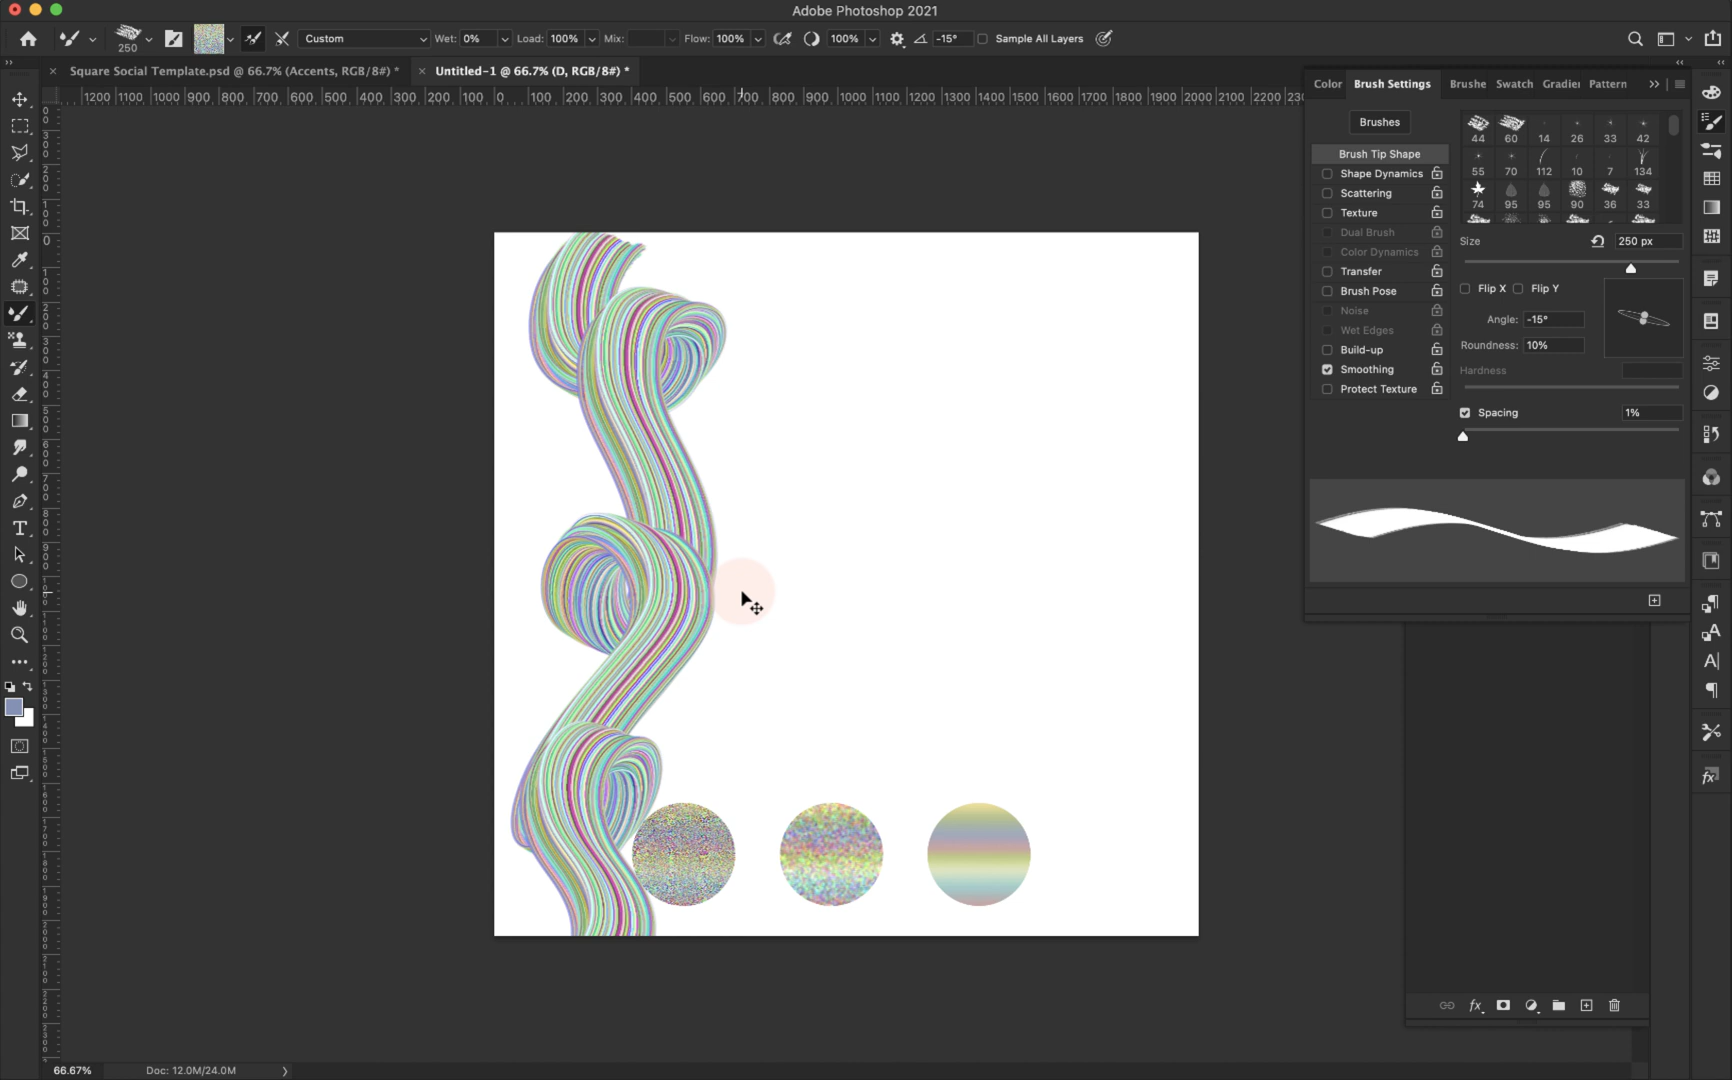 Adobe Photoshop 2021
250 Custom Wet: 0% Load: 100% Mix: Flow: 100% 100% -15° Sample All Layers
Square Social Template.psd @ 66.7% (Accents, RGB/8#) * Untitled-1 @ 66.7% (D, RGB/8#) *
1200 1100 1000 900 800 700 600 500 400 300 200 100 0 100 200 300 400 500 600 700 800 900 1000 1100 1200 1300 1400 1500 1600 1700 1800 1900 2000 2100 2200 230
Color Brush Settings Brushe Swatch Gradier Pattern
Brushes
Brush Tip Shape
Shape Dynamics
Scattering
Texture
Dual Brush
Color Dynamics
Transfer
Brush Pose
Noise
Wet Edges
Build-up
Smoothing
Protect Texture
44 60 14 26 33 42
55 70 112 10 7 134
74 95 95 90 36 33
Size 250 px
Flip X Flip Y
Angle: -15°
Roundness: 10%
Hardness
Spacing 1%
fx
66.67% Doc: 12.0M/24.0M